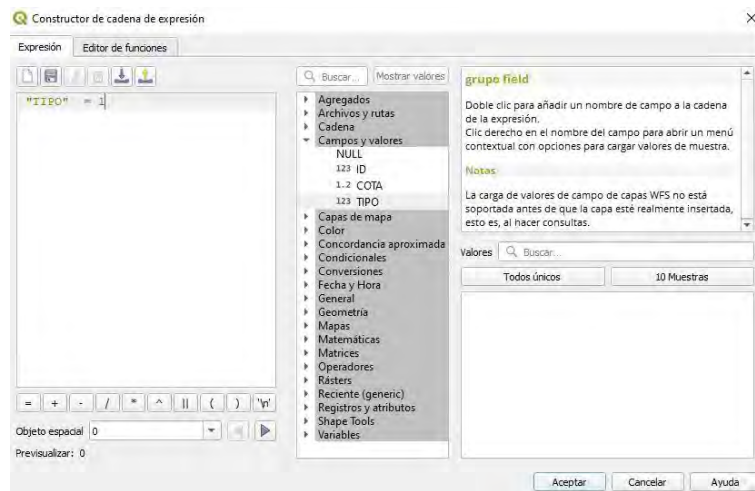 Constructor de cadena de expresión
Expresión
Editor de funciones
"TIPO" = 1
Buscar...
Mostrar valores
Agregados
Archivos y rutas
Cadena
Campos y valores
NULL
123 ID
1.2 COTA
123 TIPO
Capas de mapa
Color
Concordancia aproximada
Condicionales
Conversiones
Fecha y Hora
General
Geometría
Mapas
Matemáticas
Matrices
Operadores
Rásters
Reciente (generic)
Registros y atributos
Shape Tools
Variables
grupo field
Doble clic para añadir un nombre de campo a la cadena
de la expresión.
Clic derecho en el nombre del campo para abrir un menú
contextual con opciones para cargar valores de muestra.
Notas
La carga de valores de campo de capas WFS no está
soportada antes de que la capa esté realmente insertada,
esto es, al hacer consultas.
Valores
Buscar...
Todos únicos
10 Muestras
= + - / * ^ || ( ) '\n'
Objeto espacial 0
Previsualizar: 0
Aceptar
Cancelar
Ayuda